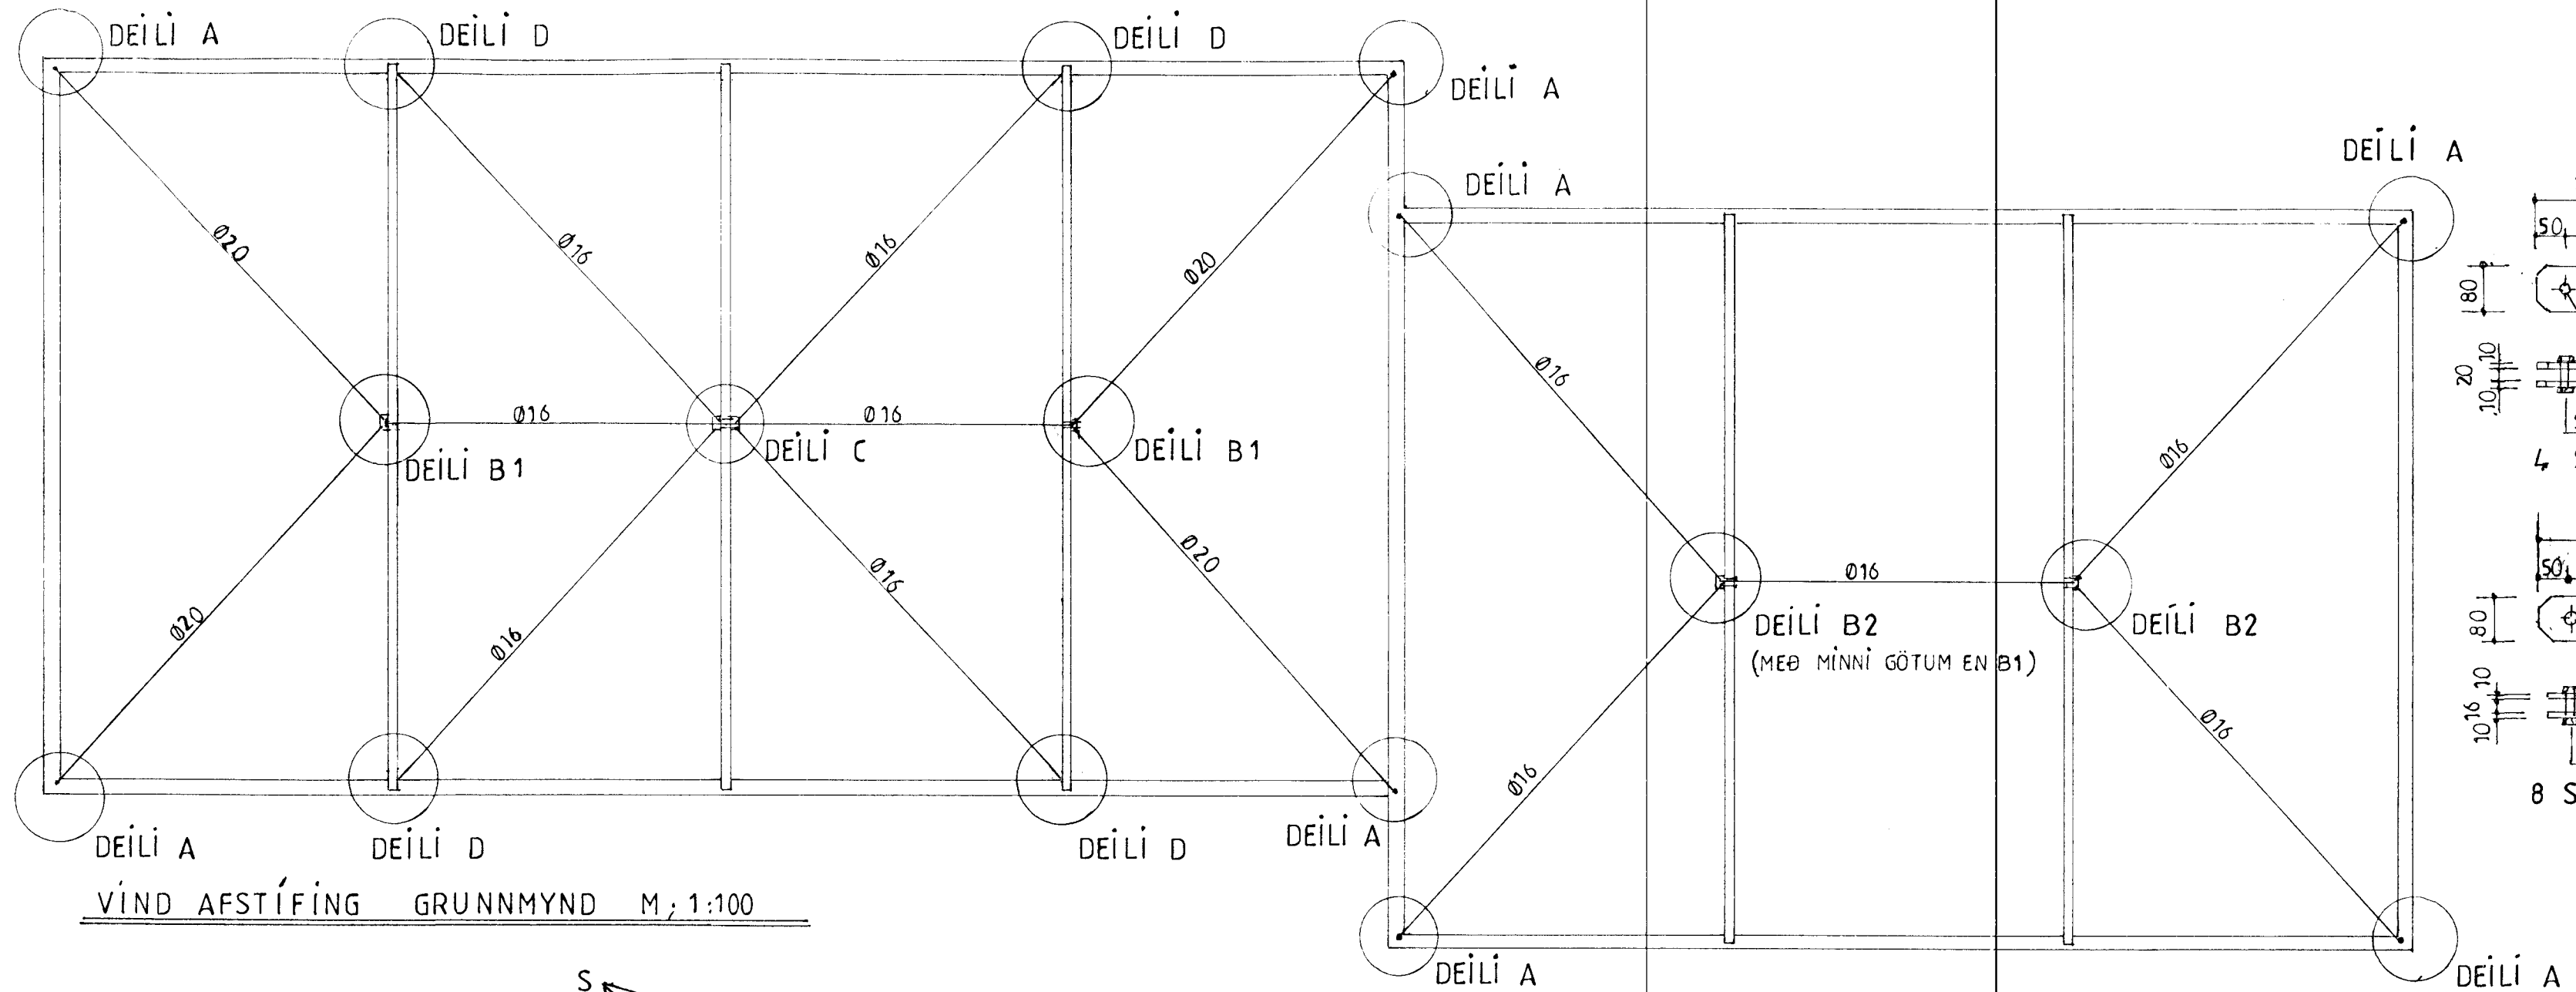 DEILI A
DEILI D
DEILI D
DEILI A
DEILI A
DEILI A
Ø20
Ø16
Ø16
Ø20
Ø16
Ø16
Ø16
Ø16
DEILI B1
DEILI C
DEILI B1
Ø20
Ø16
Ø16
Ø20
Ø16
DEILI B2
(MEÐ MINNI GÖTUM EN B1)
DEILI B2
Ø16
Ø16
DEILI A
DEILI D
DEILI D
DEILI A
DEILI A
DEILI A
VIND AFSTÍFING GRUNNMYND M; 1:100
S
50
80
10
20
10
4
50
80
10
16
10
8 S